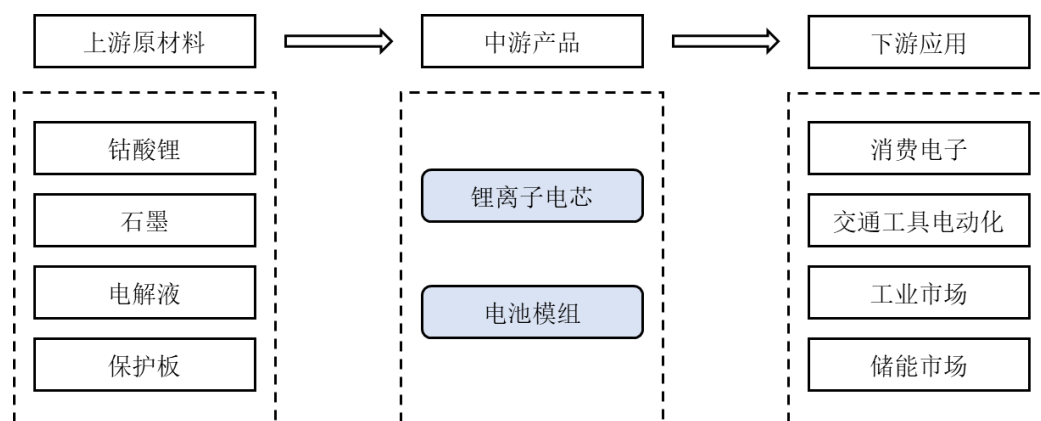 上游原材料
中游产品
下游应用
钴酸锂
石墨
电解液
保护板
锂离子电芯
电池模组
消费电子
交通工具电动化
工业市场
储能市场